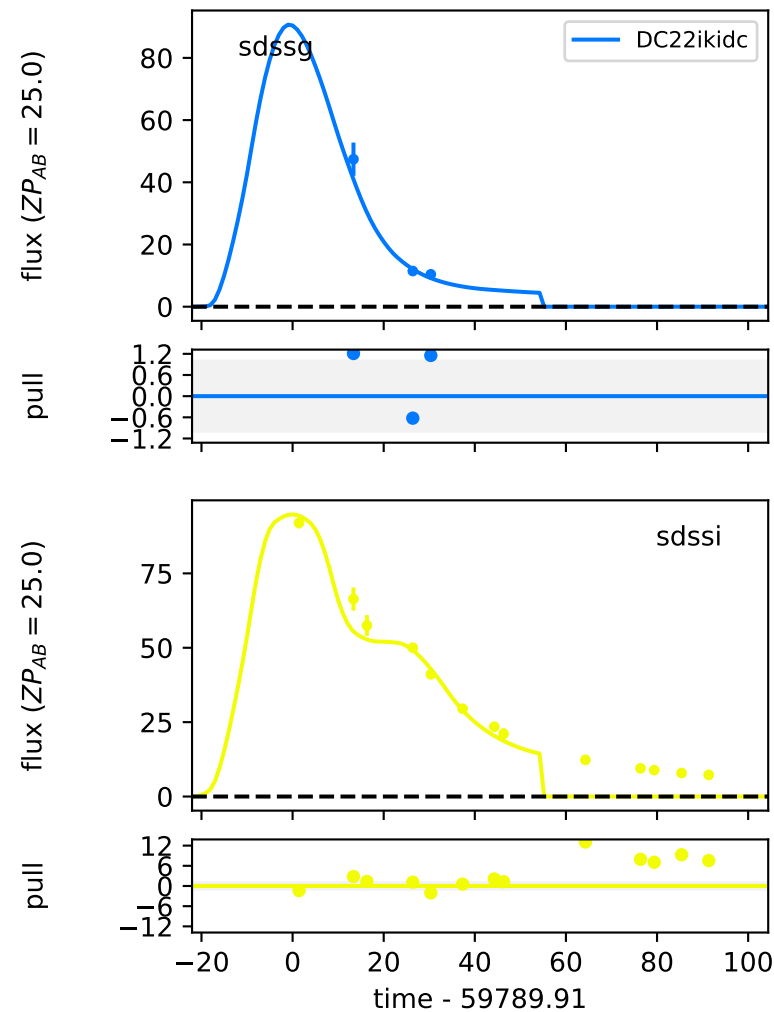 sdssg
DC22ikidc
80
60
40
20
0
flux (ZP_AB = 25.0)
1.2
0.6
0.0
−0.6
−1.2
pull
sdssi
75
50
25
0
flux (ZP_AB = 25.0)
12
6
0
−6
−12
pull
−20 0 20 40 60 80 100
time - 59789.91